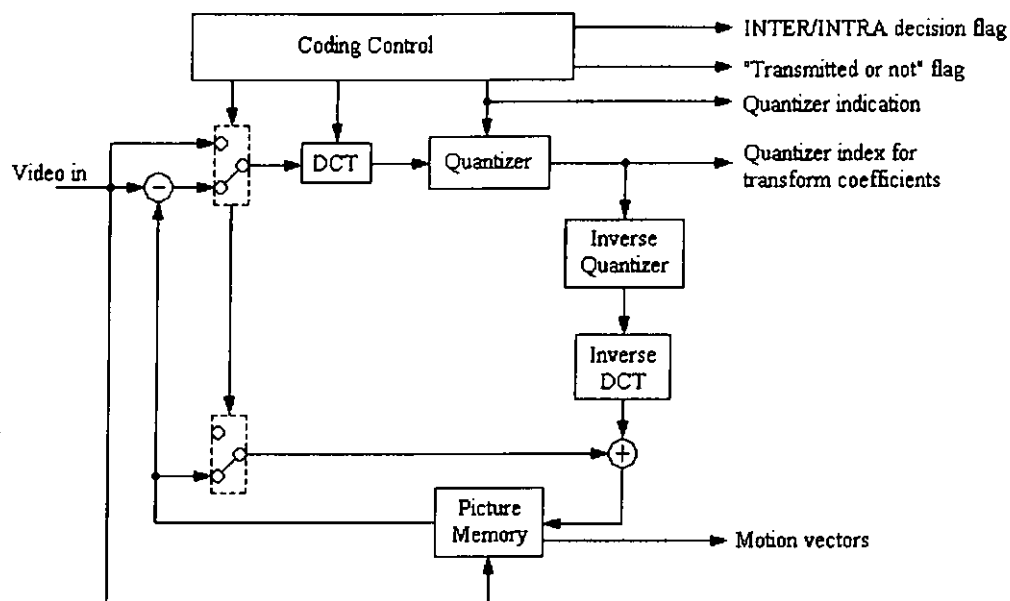 Coding Control
INTER/INTRA decision flag
"Transmitted or not" flag
Quantizer indication
Video in
DCT
Quantizer
Quantizer index for
transform coefficients
Inverse
Quantizer
Inverse
DCT
Picture
Memory
Motion vectors